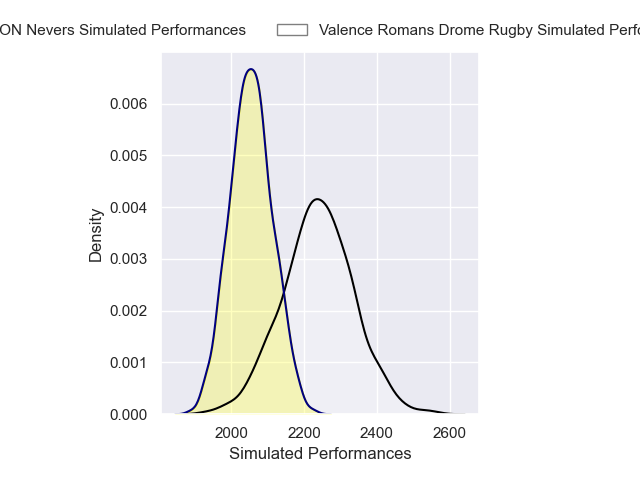 ON Nevers Simulated Performances
Valence Romans Drome Rugby Simulated
0.006
0.005
0.004
0.003
0.002
0.001
0.000
Density
2000 2200 2400 2600
Simulated Performances